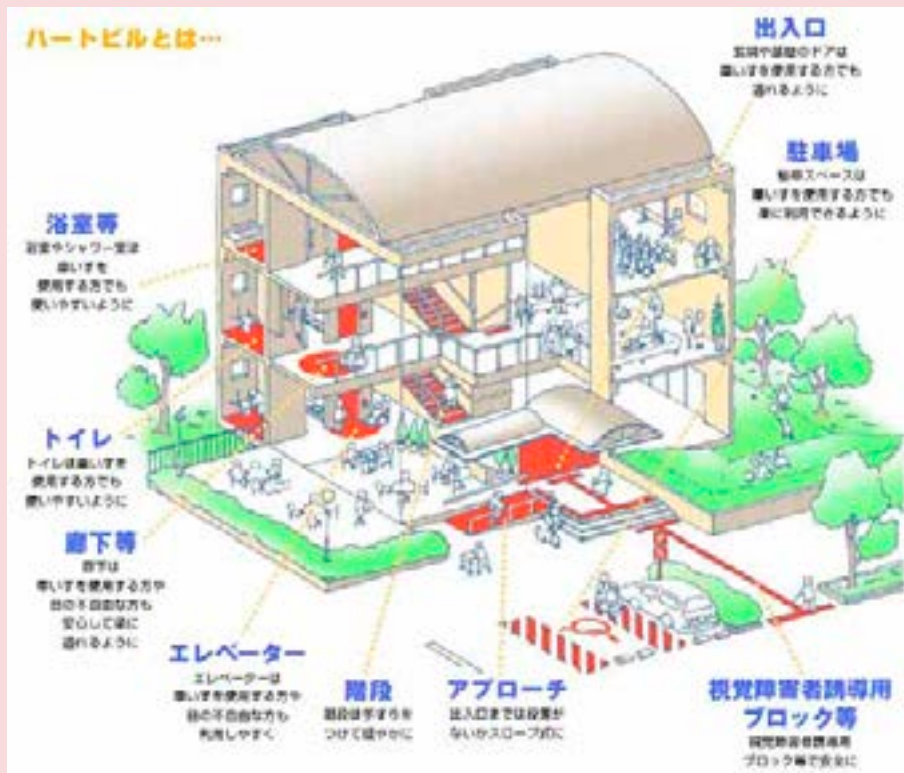 ハートビルとは…
出入口
玄関や部屋のドアは
車いすを使用する方でも
通れるように
駐車場
駐車スペースは
車いすを使用する方でも
楽に利用できるように
浴室等
浴室やシャワー室は
車いすを
使用する方でも
使いやすいように
トイレ
トイレは車いすを
使用する方でも
使いやすいように
廊下等
廊下は
車いすを使用する方や
目の不自由な方も
安心して楽に
通れるように
エレベーター
エレベーターは
車いすを使用する方や
目の不自由な方も
利用しやすく
階段
階段は手すりを
つけて緩やかに
アプローチ
出入口までは段差が
ないかスロープ式に
視覚障害者誘導用
ブロック等
視覚障害者誘導用
ブロック等で安全に